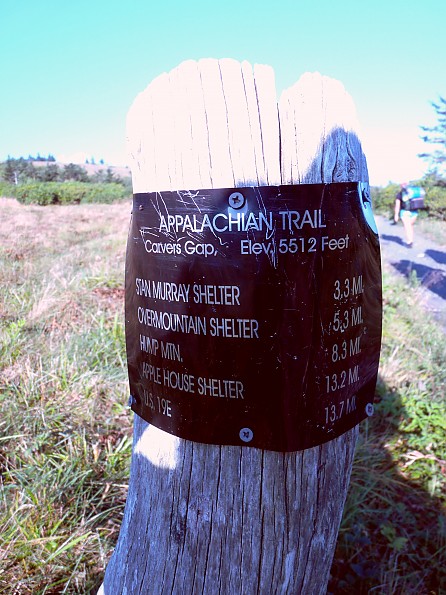 APPALACHIAN TRAIL
Carvers Gap, Elev. 5512 Feet
STAN MURRAY SHELTER 3.3 MI.
OVERMOUNTAIN SHELTER 5.3 MI.
HUMP MTN. 8.3 MI.
APPLE HOUSE SHELTER 13.2 MI.
U.S. 19E 13.7 MI.